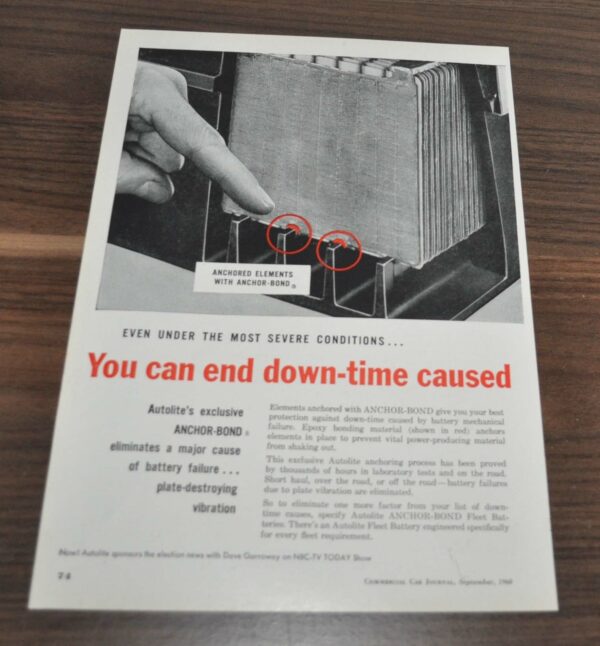 ANCHORED ELEMENTS
WITH ANCHOR-BOND®
EVEN UNDER THE MOST SEVERE CONDITIONS...
You can end down-time caused
Autolite's exclusive
ANCHOR-BOND®
eliminates a major cause
of battery failure...
plate-destroying
vibration
Elements anchored with ANCHOR-BOND give you your best
protection against down-time caused by battery mechanical
failure. Epoxy bonding material (shown in red) anchors
elements in place to prevent vital power-producing material
from shaking out.
This exclusive Autolite anchoring process has been proved
by thousands of hours in laboratory tests and on the road.
Short haul, over the road, or off the road—battery failures
due to plate vibration are eliminated.
So to eliminate one more factor from your list of down-
time causes, specify Autolite ANCHOR-BOND Fleet Bat-
teries. There's an Autolite Fleet Battery engineered specifically
for every fleet requirement.
Now! Autolite sponsors the election news with Dave Garroway on NBC-TV TODAY Show
74
COMMERCIAL CAR JOURNAL, September, 1960